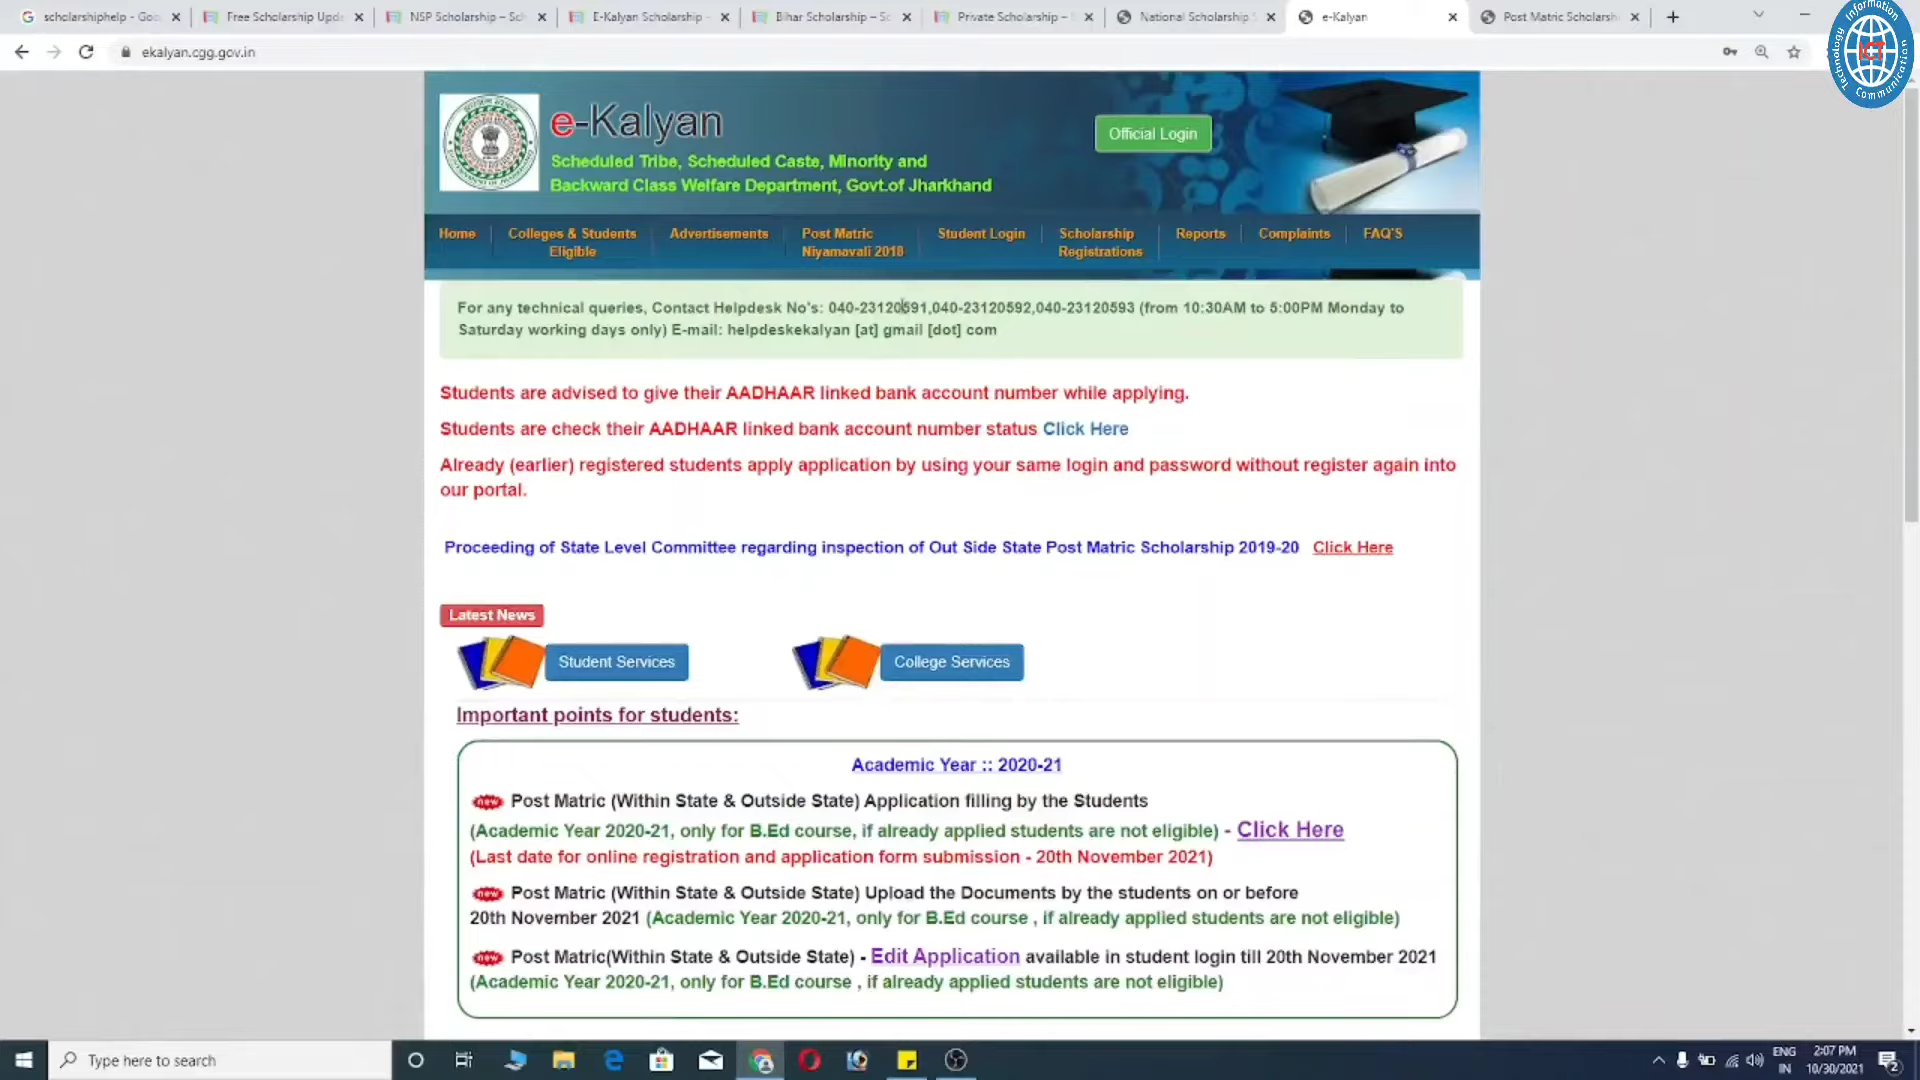 scholarshiphelp - Goo
Free Scholarship Upda
NSP Scholarship – Sch
E-Kalyan Scholarship -
Bihar Scholarship – Sc
Private Scholarship – S
National Scholarship S
e-Kalyan
Post Matric Scholarsh
ekalyan.cgg.gov.in
Information
Communication
Technology
ICT
e-Kalyan
Official Login
Scheduled Tribe, Scheduled Caste, Minority and
Backward Class Welfare Department, Govt.of Jharkhand
Home
Colleges & Students
Eligible
Advertisements
Post Matric
Niyamavali 2018
Student Login
Scholarship
Registrations
Reports
Complaints
FAQ'S
For any technical queries, Contact Helpdesk No's: 040-23120591,040-23120592,040-23120593 (from 10:30AM to 5:00PM Monday to
Saturday working days only) E-mail: helpdeskekalyan [at] gmail [dot] com
Students are advised to give their AADHAAR linked bank account number while applying.
Students are check their AADHAAR linked bank account number status Click Here
Already (earlier) registered students apply application by using your same login and password without register again into
our portal.
Proceeding of State Level Committee regarding inspection of Out Side State Post Matric Scholarship 2019-20 Click Here
Latest News
Student Services
College Services
Important points for students:
Academic Year :: 2020-21
new Post Matric (Within State & Outside State) Application filling by the Students
(Academic Year 2020-21, only for B.Ed course, if already applied students are not eligible) - Click Here
(Last date for online registration and application form submission - 20th November 2021)
new Post Matric (Within State & Outside State) Upload the Documents by the students on or before
20th November 2021 (Academic Year 2020-21, only for B.Ed course , if already applied students are not eligible)
new Post Matric(Within State & Outside State) - Edit Application available in student login till 20th November 2021
(Academic Year 2020-21, only for B.Ed course , if already applied students are not eligible)
Type here to search
ENG
IN
2:07 PM
10/30/2021
2